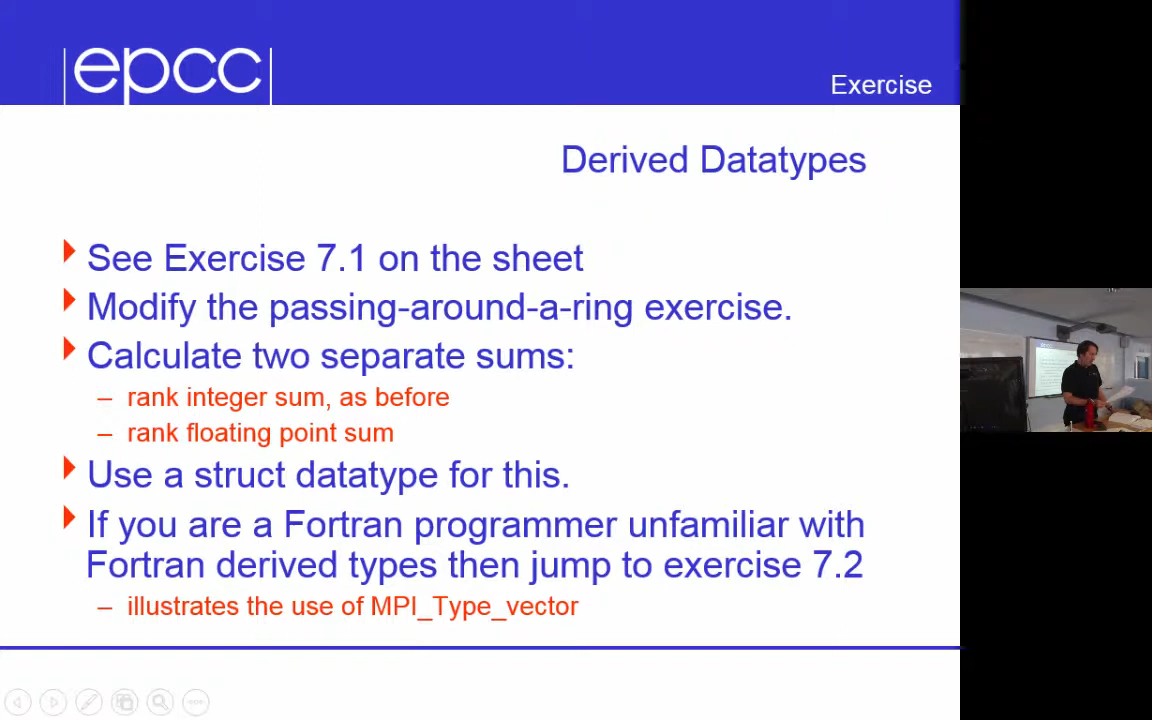 epcc
Exercise
Derived Datatypes
See Exercise 7.1 on the sheet
Modify the passing-around-a-ring exercise.
Calculate two separate sums:
– rank integer sum, as before
– rank floating point sum
Use a struct datatype for this.
If you are a Fortran programmer unfamiliar with
Fortran derived types then jump to exercise 7.2
– illustrates the use of MPI_Type_vector